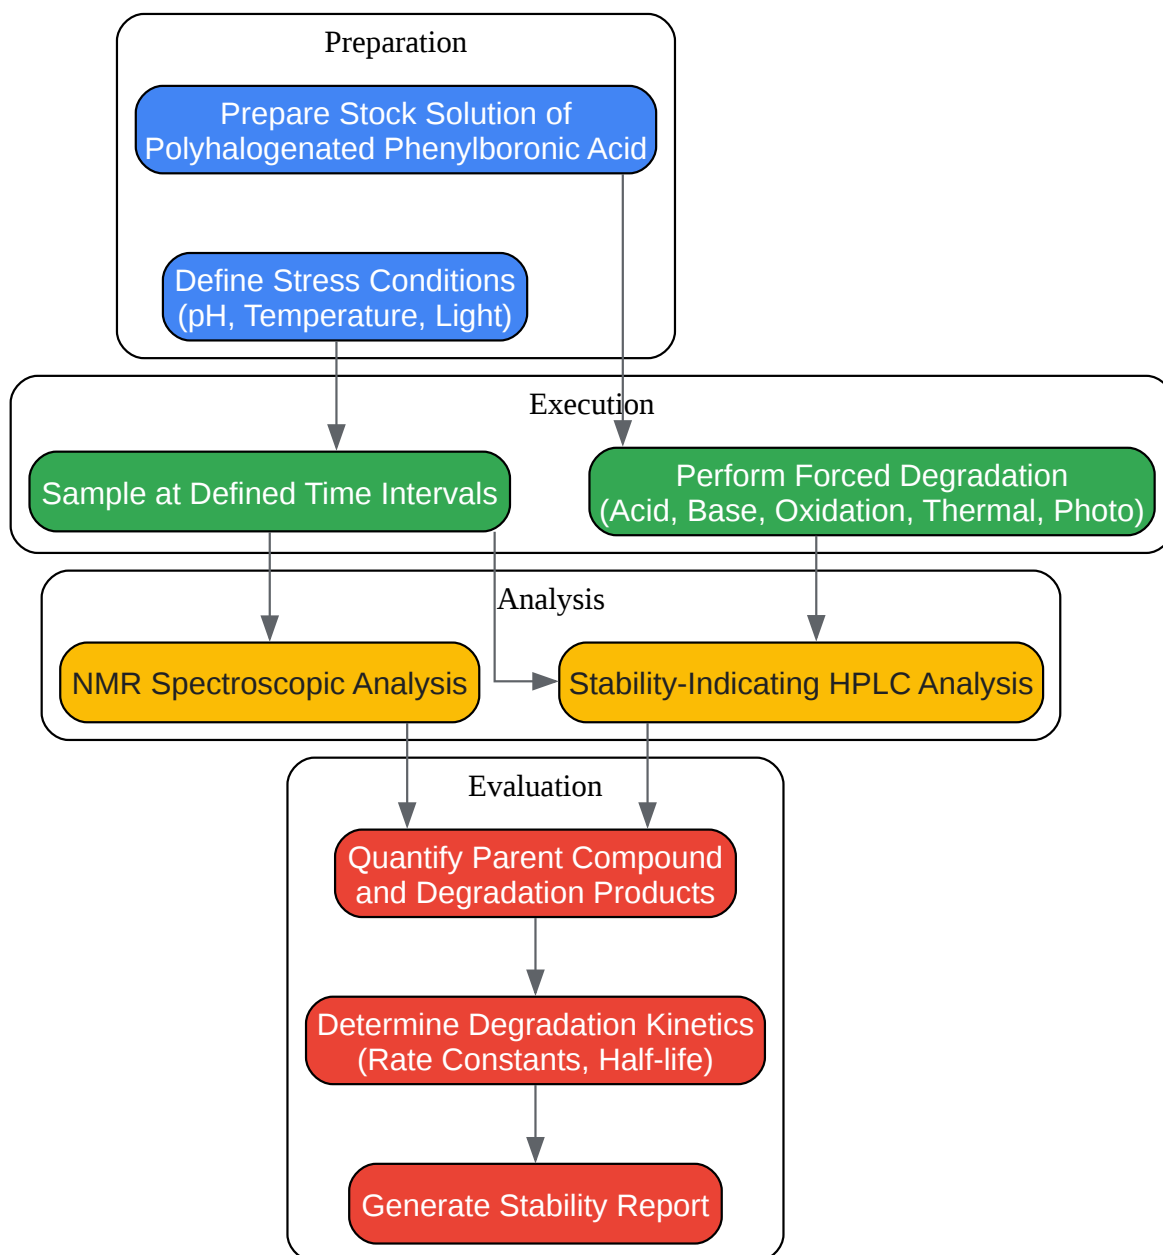 Preparation
Prepare Stock Solution of
Polyhalogenated Phenylboronic Acid
Define Stress Conditions
(pH, Temperature, Light)
Execution
Sample at Defined Time Intervals
Perform Forced Degradation
(Acid, Base, Oxidation, Thermal, Photo)
Analysis
NMR Spectroscopic Analysis
Stability-Indicating HPLC Analysis
Evaluation
Quantify Parent Compound
and Degradation Products
Determine Degradation Kinetics
(Rate Constants, Half-life)
Generate Stability Report